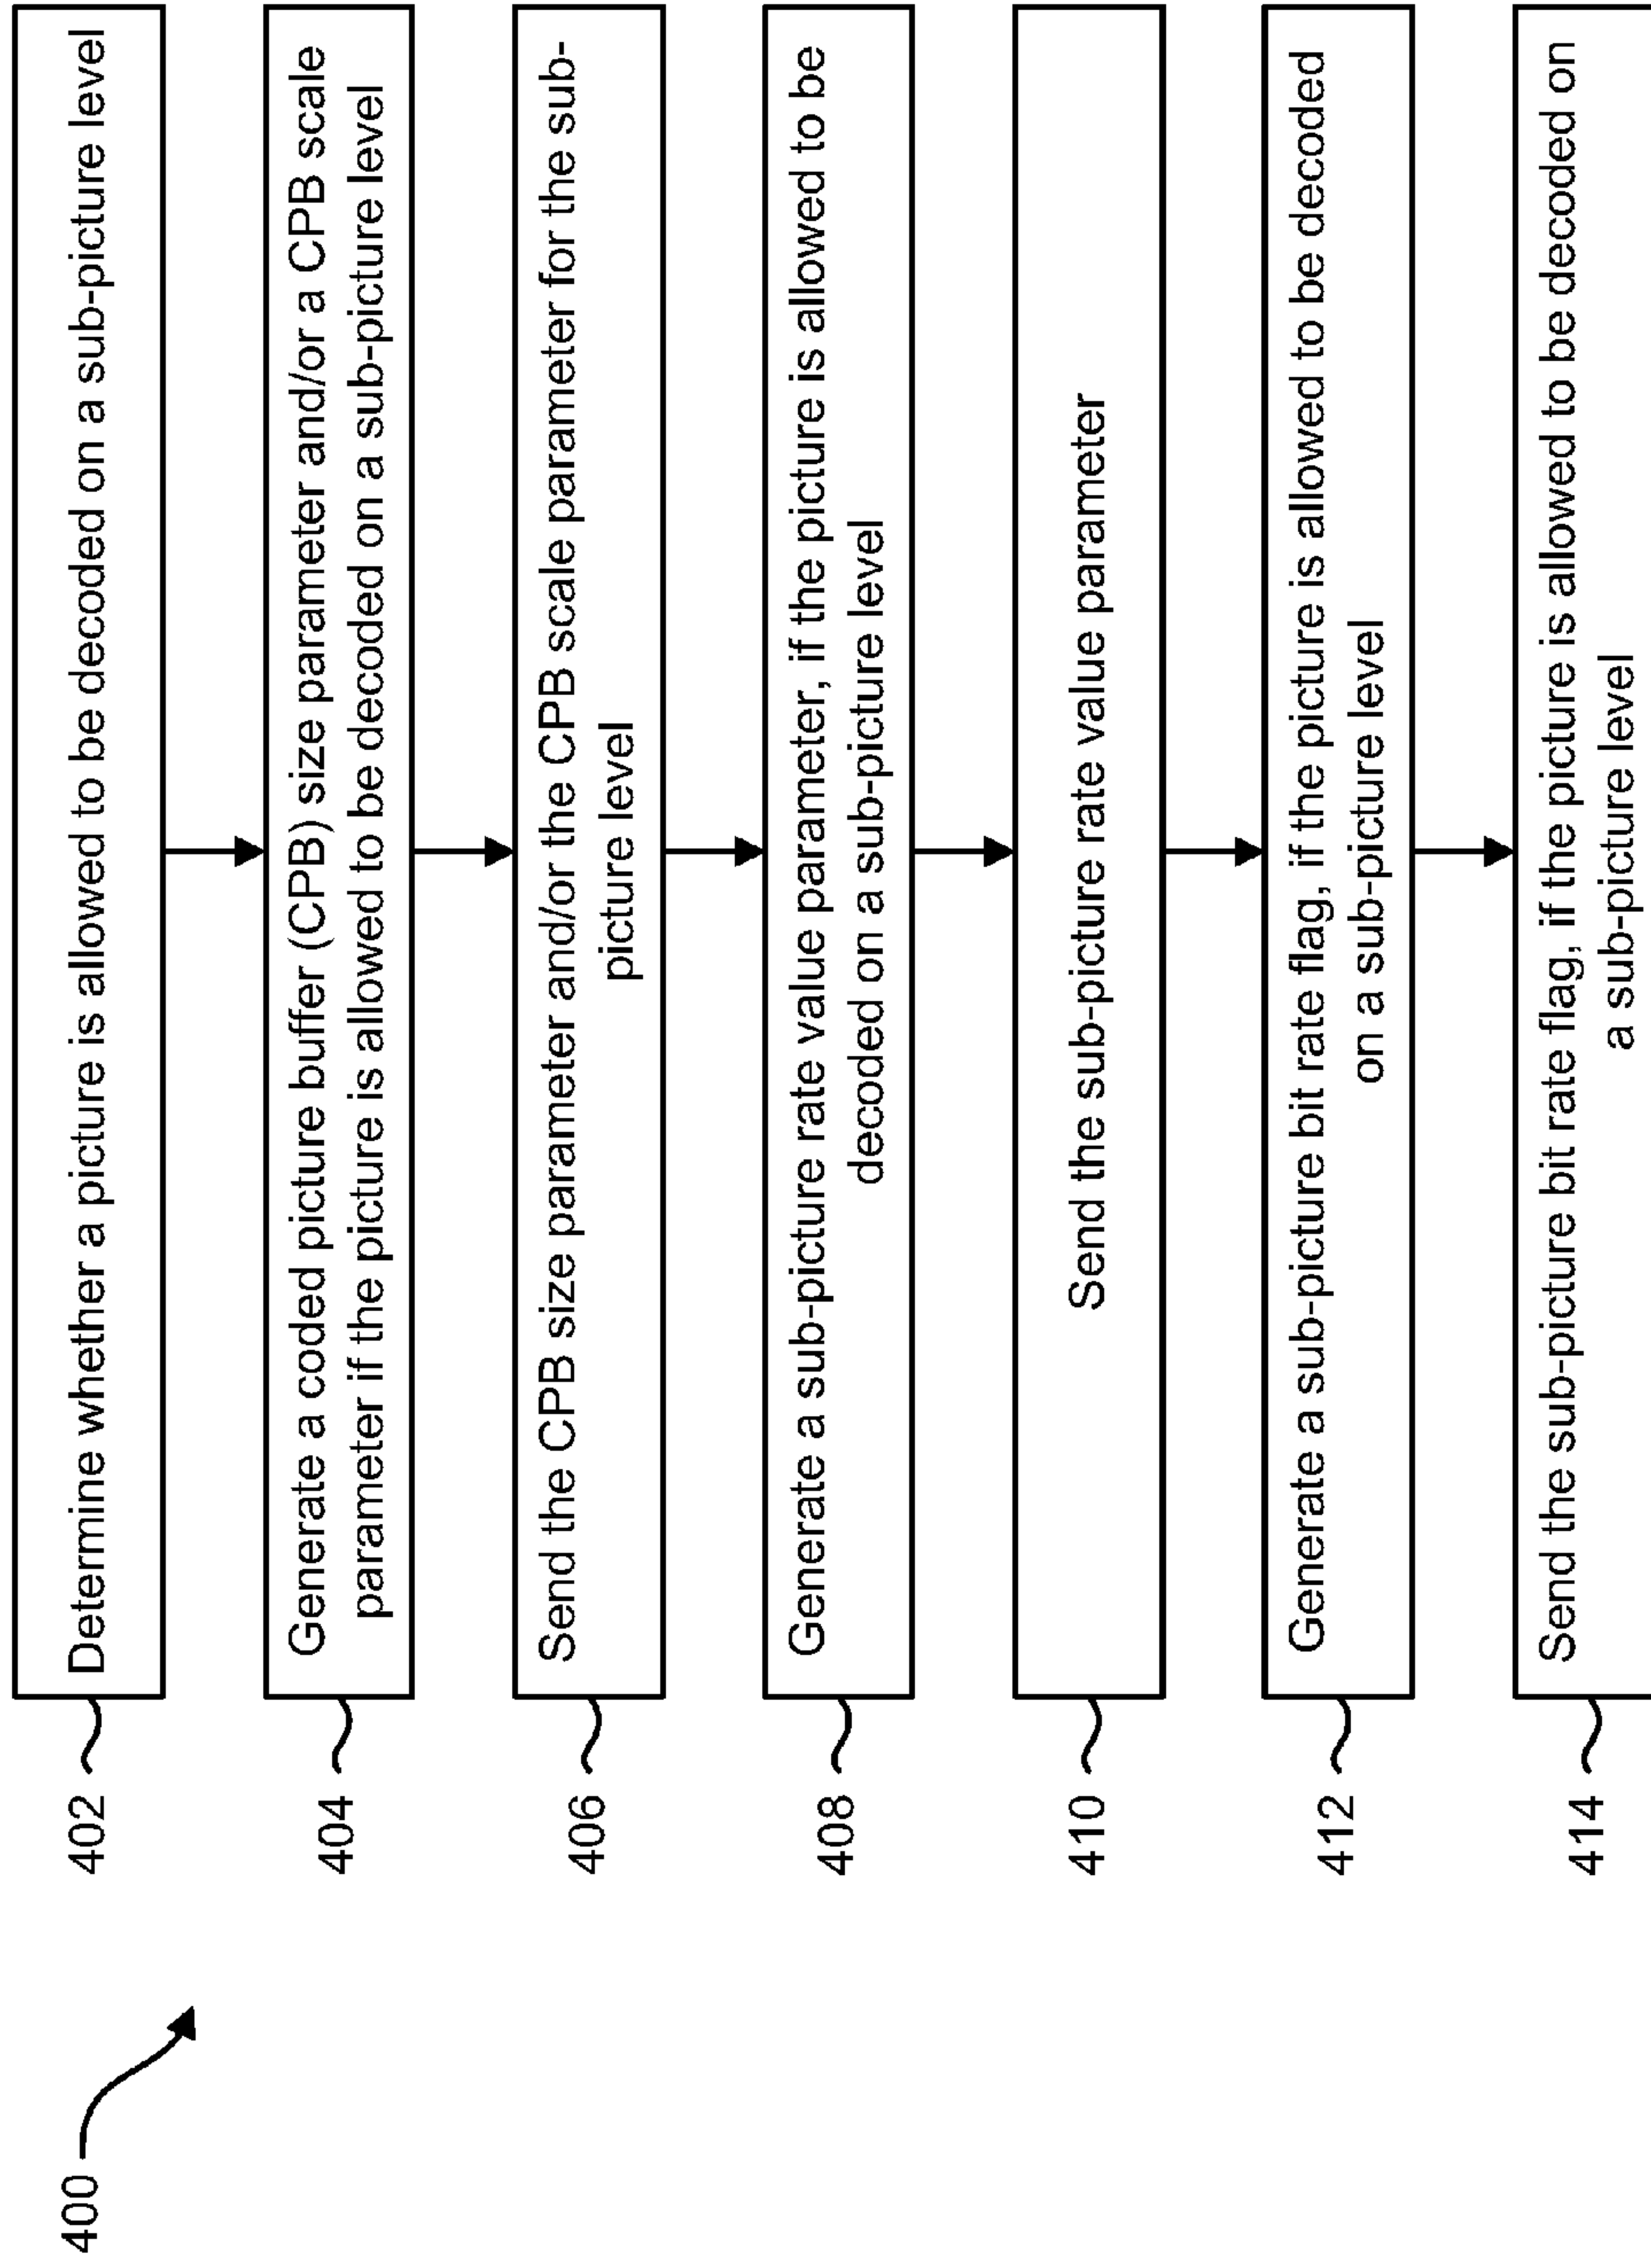 400
402
Determine whether a picture is allowed to be decoded on a sub-picture level
404
Generate a coded picture buffer (CPB) size parameter and/or a CPB scale
parameter if the picture is allowed to be decoded on a sub-picture level
406
Send the CPB size parameter and/or the CPB scale parameter for the sub-
picture level
408
Generate a sub-picture rate value parameter, if the picture is allowed to be
decoded on a sub-picture level
410
Send the sub-picture rate value parameter
412
Generate a sub-picture bit rate flag, if the picture is allowed to be decoded
on a sub-picture level
414
Send the sub-picture bit rate flag, if the picture is allowed to be decoded on
a sub-picture level